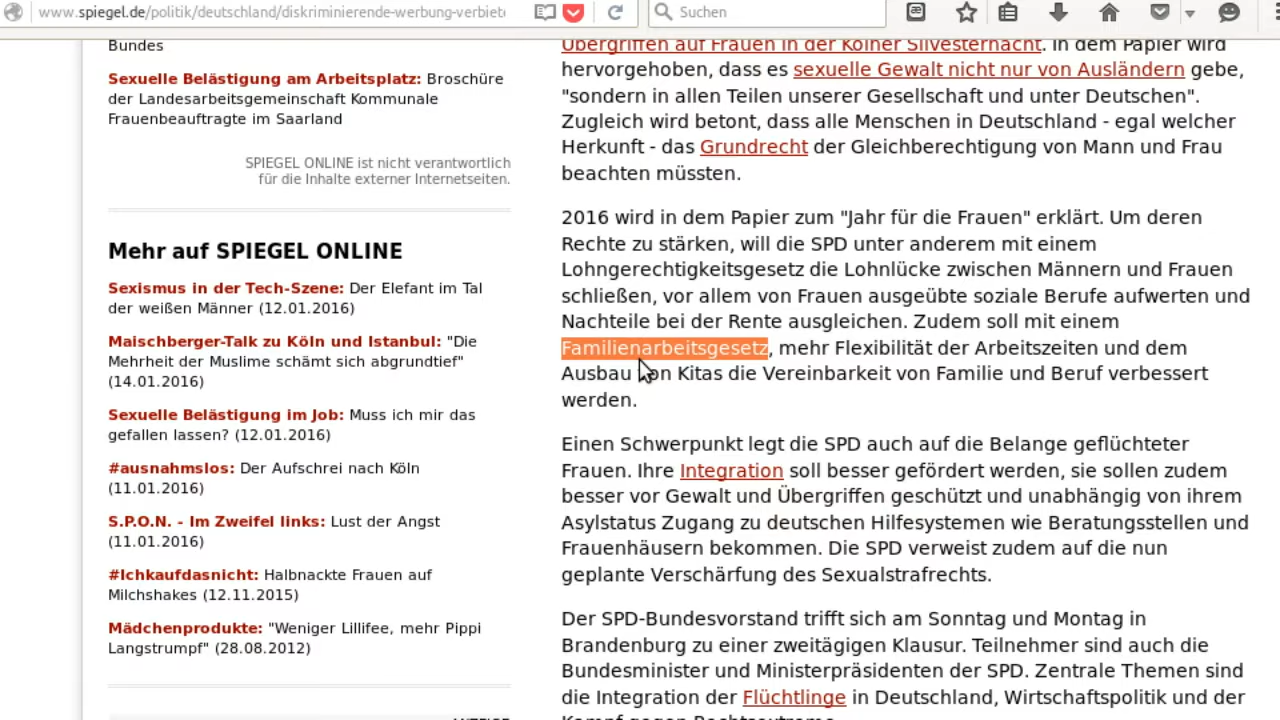 www.spiegel.de/politik/deutschland/diskriminierende-werbung-verbiete
Suchen
Bundes
Sexuelle Belästigung am Arbeitsplatz: Broschüre
der Landesarbeitsgemeinschaft Kommunale
Frauenbeauftragte im Saarland
SPIEGEL ONLINE ist nicht verantwortlich
für die Inhalte externer Internetseiten.
Mehr auf SPIEGEL ONLINE
Sexismus in der Tech-Szene: Der Elefant im Tal
der weißen Männer (12.01.2016)
Maischberger-Talk zu Köln und Istanbul: "Die
Mehrheit der Muslime schämt sich abgrundtief"
(14.01.2016)
Sexuelle Belästigung im Job: Muss ich mir das
gefallen lassen? (12.01.2016)
#ausnahmslos: Der Aufschrei nach Köln
(11.01.2016)
S.P.O.N. - Im Zweifel links: Lust der Angst
(11.01.2016)
#Ichkaufdasnicht: Halbnackte Frauen auf
Milchshakes (12.11.2015)
Mädchenprodukte: "Weniger Lillifee, mehr Pippi
Langstrumpf" (28.08.2012)
ANZEIGE
Übergriffen auf Frauen in der Kölner Silvesternacht. In dem Papier wird
hervorgehoben, dass es sexuelle Gewalt nicht nur von Ausländern gebe,
"sondern in allen Teilen unserer Gesellschaft und unter Deutschen".
Zugleich wird betont, dass alle Menschen in Deutschland - egal welcher
Herkunft - das Grundrecht der Gleichberechtigung von Mann und Frau
beachten müssten.
2016 wird in dem Papier zum "Jahr für die Frauen" erklärt. Um deren
Rechte zu stärken, will die SPD unter anderem mit einem
Lohngerechtigkeitsgesetz die Lohnlücke zwischen Männern und Frauen
schließen, vor allem von Frauen ausgeübte soziale Berufe aufwerten und
Nachteile bei der Rente ausgleichen. Zudem soll mit einem
Familienarbeitsgesetz, mehr Flexibilität der Arbeitszeiten und dem
Ausbau von Kitas die Vereinbarkeit von Familie und Beruf verbessert
werden.
Einen Schwerpunkt legt die SPD auch auf die Belange geflüchteter
Frauen. Ihre Integration soll besser gefördert werden, sie sollen zudem
besser vor Gewalt und Übergriffen geschützt und unabhängig von ihrem
Asylstatus Zugang zu deutschen Hilfesystemen wie Beratungsstellen und
Frauenhäusern bekommen. Die SPD verweist zudem auf die nun
geplante Verschärfung des Sexualstrafrechts.
Der SPD-Bundesvorstand trifft sich am Sonntag und Montag in
Brandenburg zu einer zweitägigen Klausur. Teilnehmer sind auch die
Bundesminister und Ministerpräsidenten der SPD. Zentrale Themen sind
die Integration der Flüchtlinge in Deutschland, Wirtschaftspolitik und der
Kampf gegen Rechtsextreme.